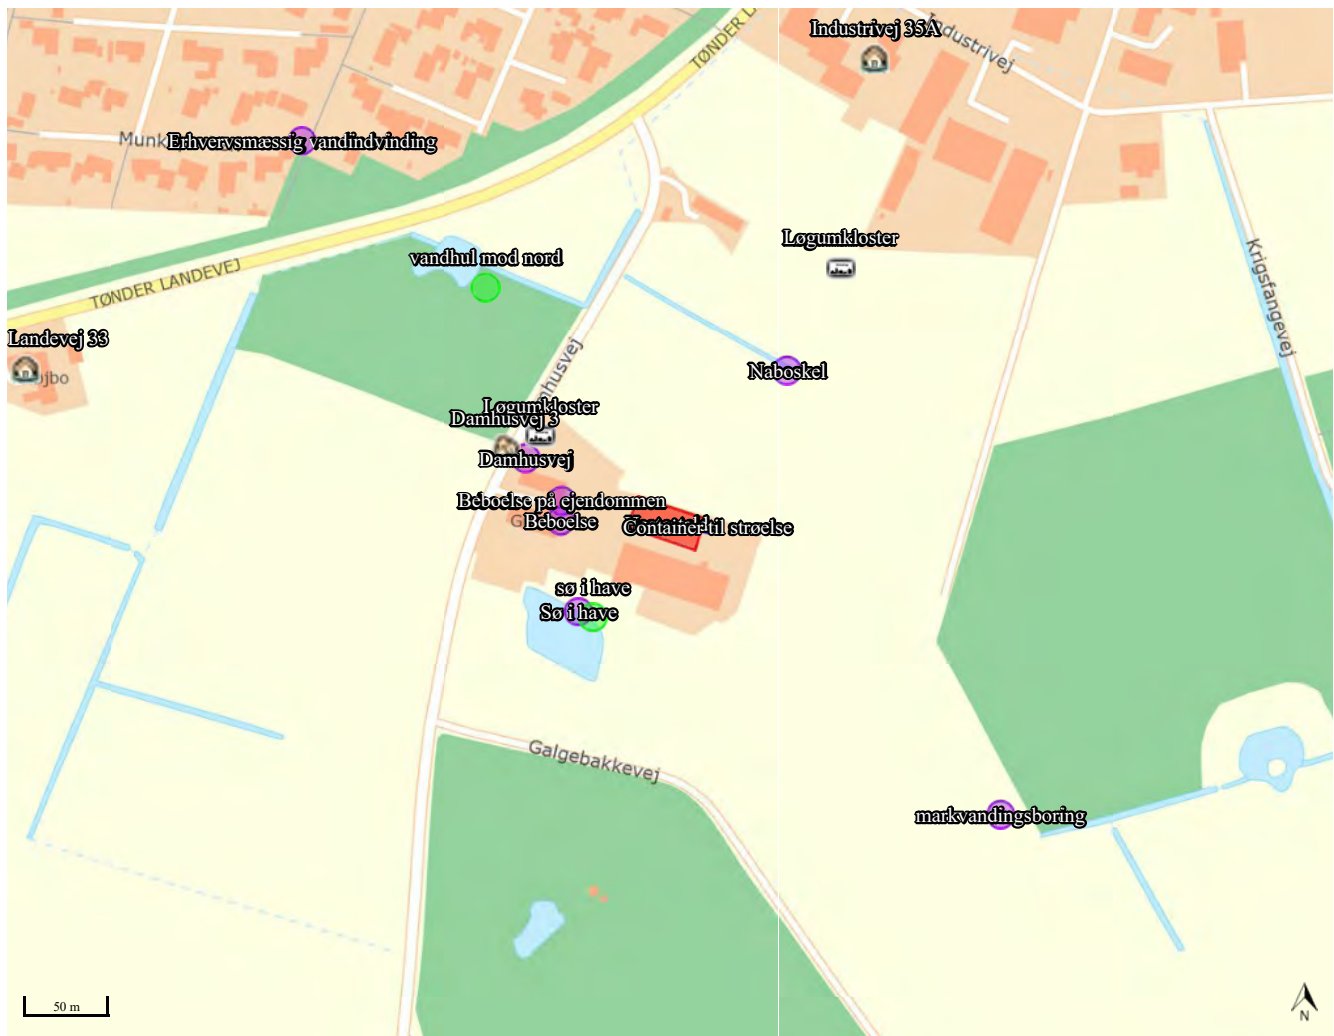 Industrivej 35A
Industrivej
TØNDER L
Erhvervsmæssig vandindvinding
Løgumkloster
vandhul mod nord
TØNDER LANDEVEJ
Krigsfangevej
Landevej 33
Naboskel
Løgumkloster
Damhusvej 3
Damhusvej
Beboelse på ejendommen
Beboelse
Container til strøelse
sø i have
Sø i have
Galgebakkevej
markvandingsboring
50 m
N